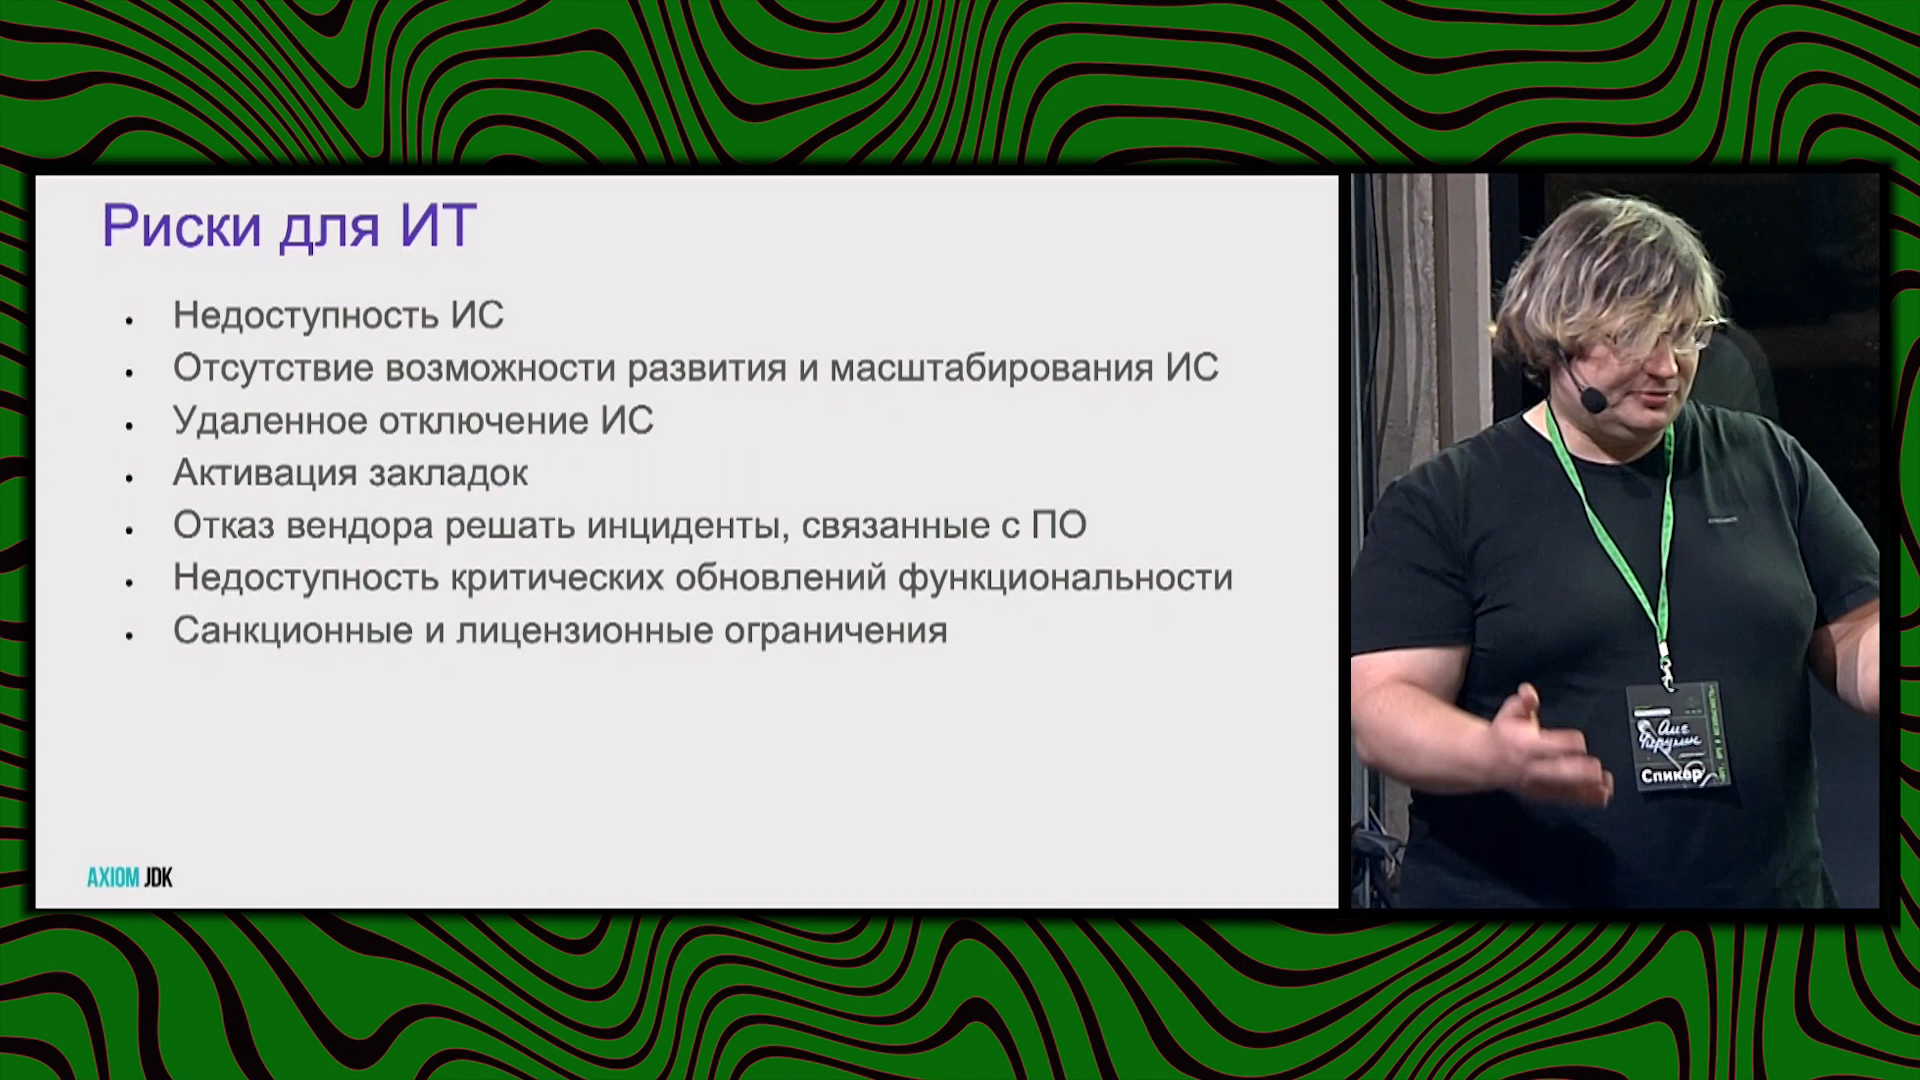 Риски для ИТ
Недоступность ИС
Отсутствие возможности развития и масштабирования ИС
Удаленное отключение ИС
Активация закладок
Отказ вендора решать инциденты, связанные с ПО
Недоступность критических обновлений функциональности
Санкционные и лицензионные ограничения
AXIOM JDK
Спикер